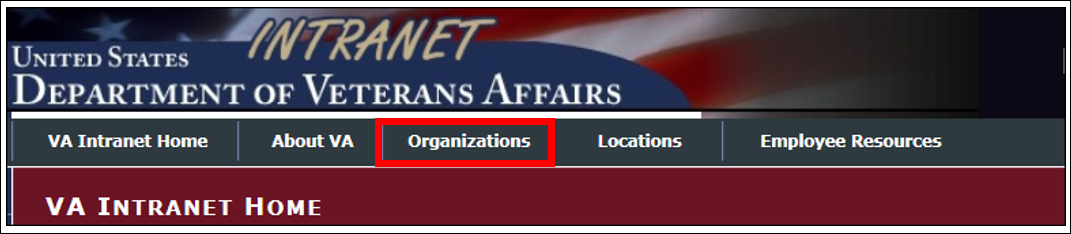 INTRANET
UNITED STATES
DEPARTMENT OF VETERANS AFFAIRS
VA Intranet Home About VA Organizations Locations Employee Resources
VA INTRANET HOME